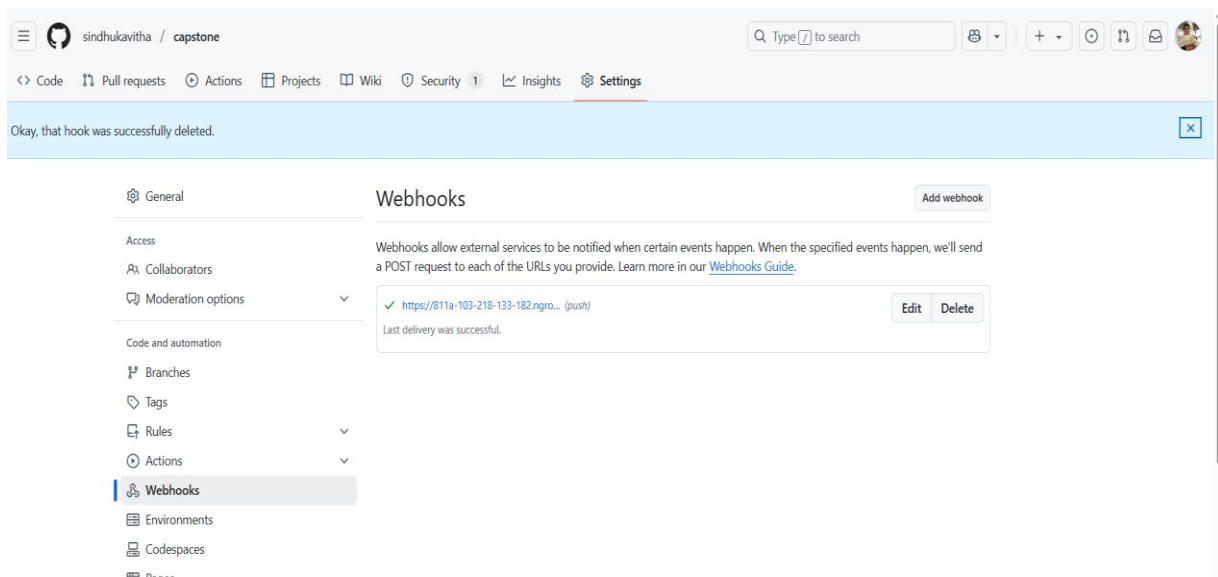 sindhukavitha / capstone
Type / to search
Code Pull requests Actions Projects Wiki Security 1 Insights Settings
Okay, that hook was successfully deleted.
General
Access
Collaborators
Moderation options
Code and automation
Branches
Tags
Rules
Actions
Webhooks
Environments
Codespaces
Webhooks
Add webhook
Webhooks allow external services to be notified when certain events happen. When the specified events happen, we'll send
a POST request to each of the URLs you provide. Learn more in our Webhooks Guide.
https://811a-103-218-133-182.ngro... (push)
Edit Delete
Last delivery was successful.